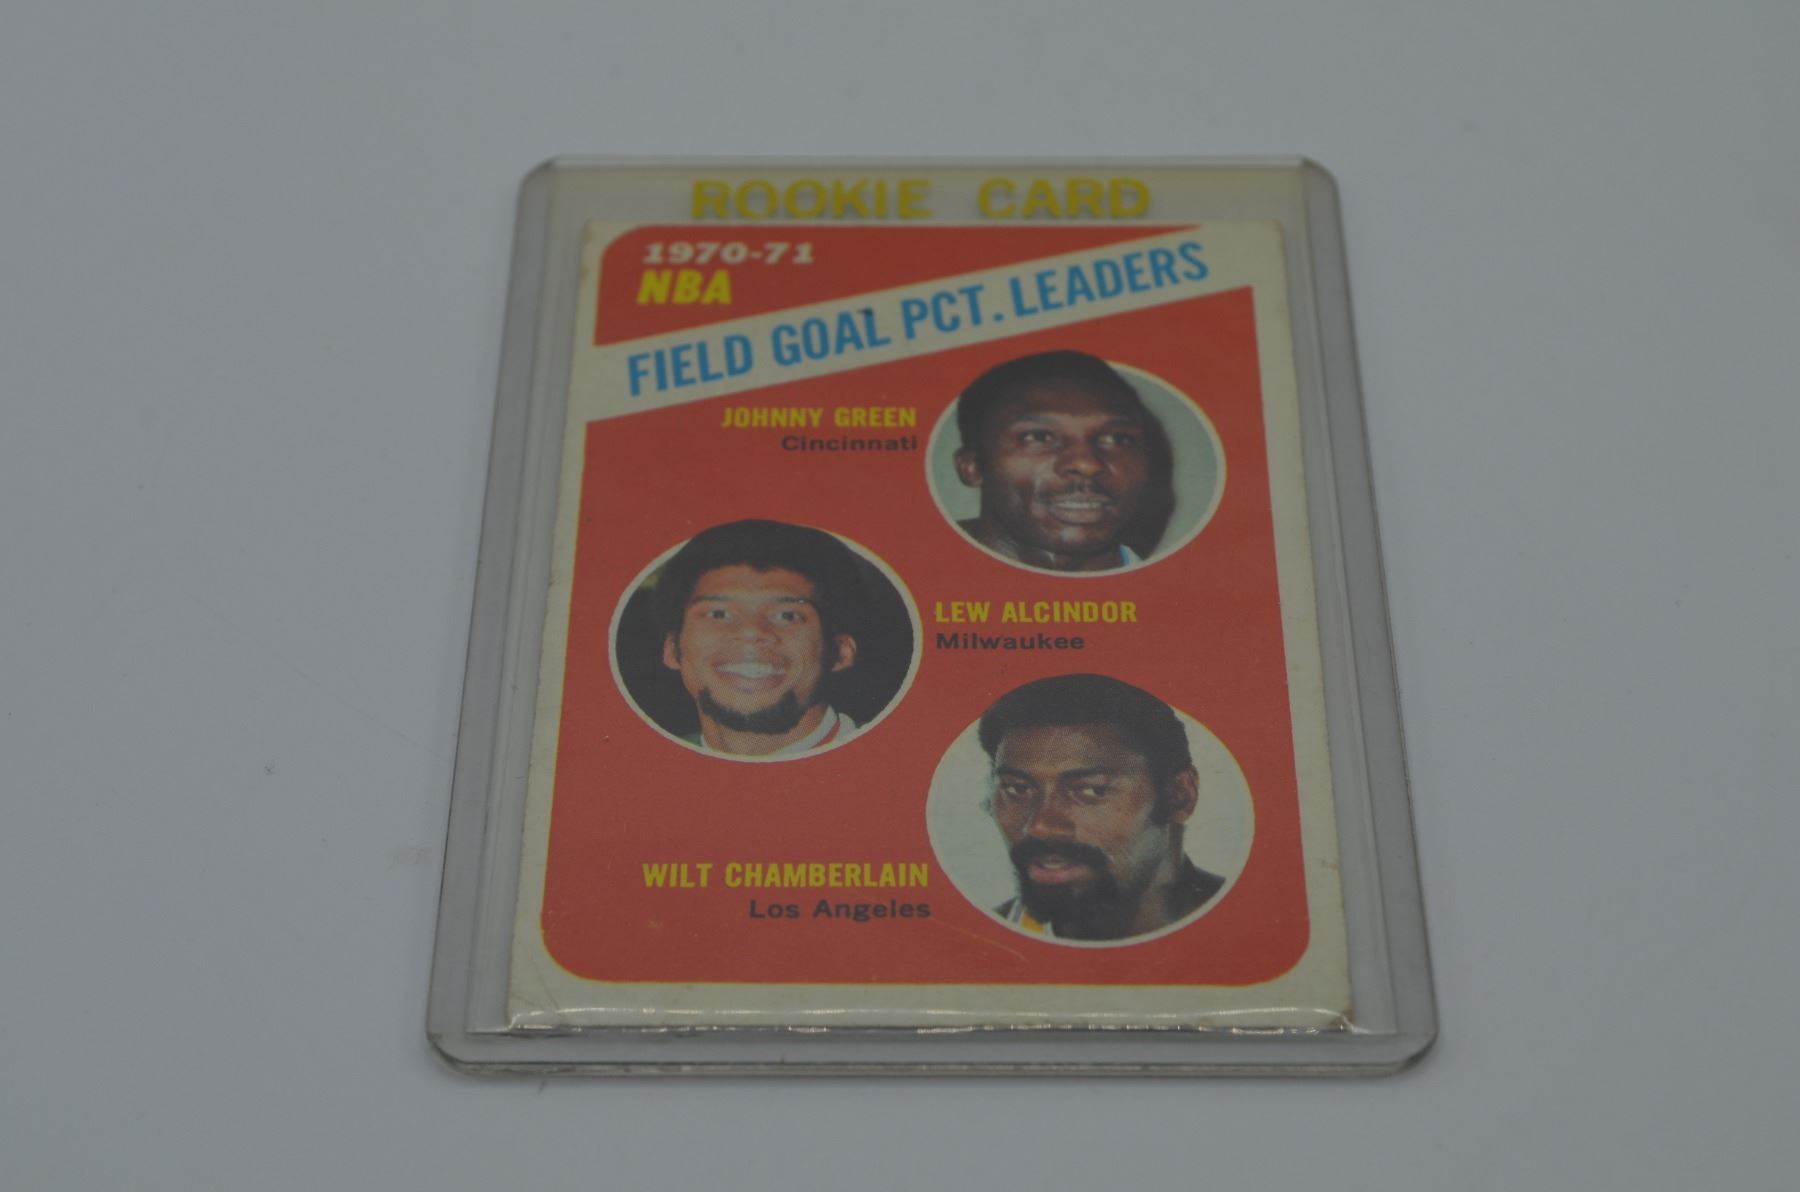 ROOKIE CARD
1970-71
NBA
FIELD GOAL PCT. LEADERS
JOHNNY GREEN
Cincinnati
LEW ALCINDOR
Milwaukee
WILT CHAMBERLAIN
Los Angeles